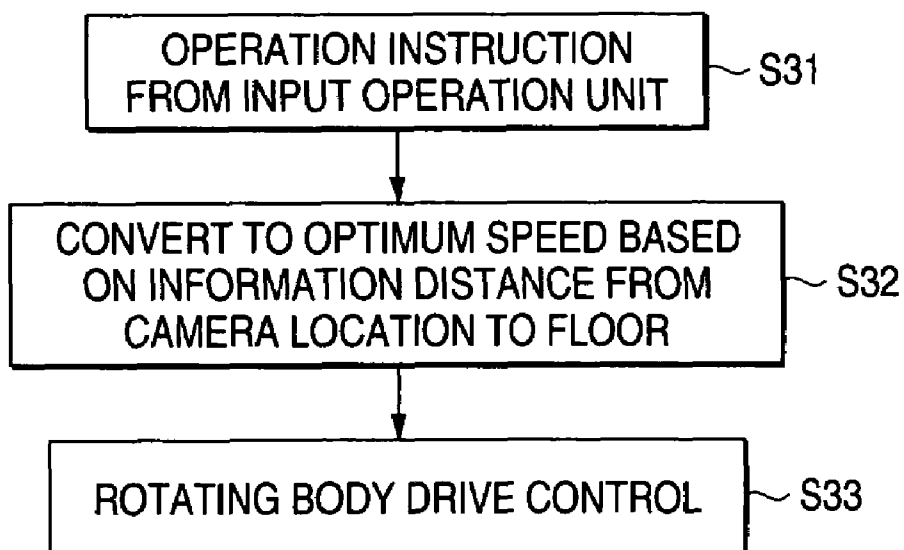 OPERATION INSTRUCTION
FROM INPUT OPERATION UNIT
S31
CONVERT TO OPTIMUM SPEED BASED
ON INFORMATION DISTANCE FROM
CAMERA LOCATION TO FLOOR
S32
ROTATING BODY DRIVE CONTROL
S33